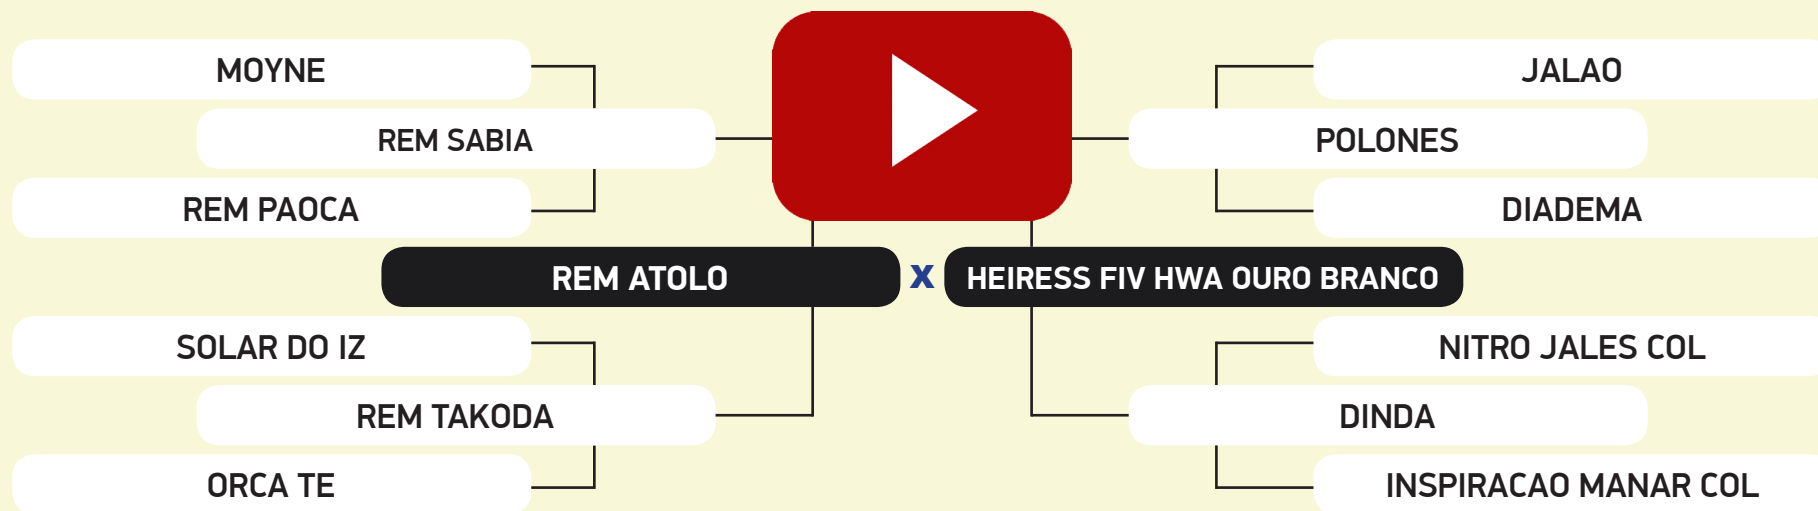 MOYNE
JALAO
REM SABIA
POLONES
REM PAOCA
DIADEMA
REM ATOLO X HEIRESS FIV HWA OURO BRANCO
SOLAR DO IZ
NITRO JALES COL
REM TAKODA
DINDA
ORCA TE
INSPIRACAO MANAR COL